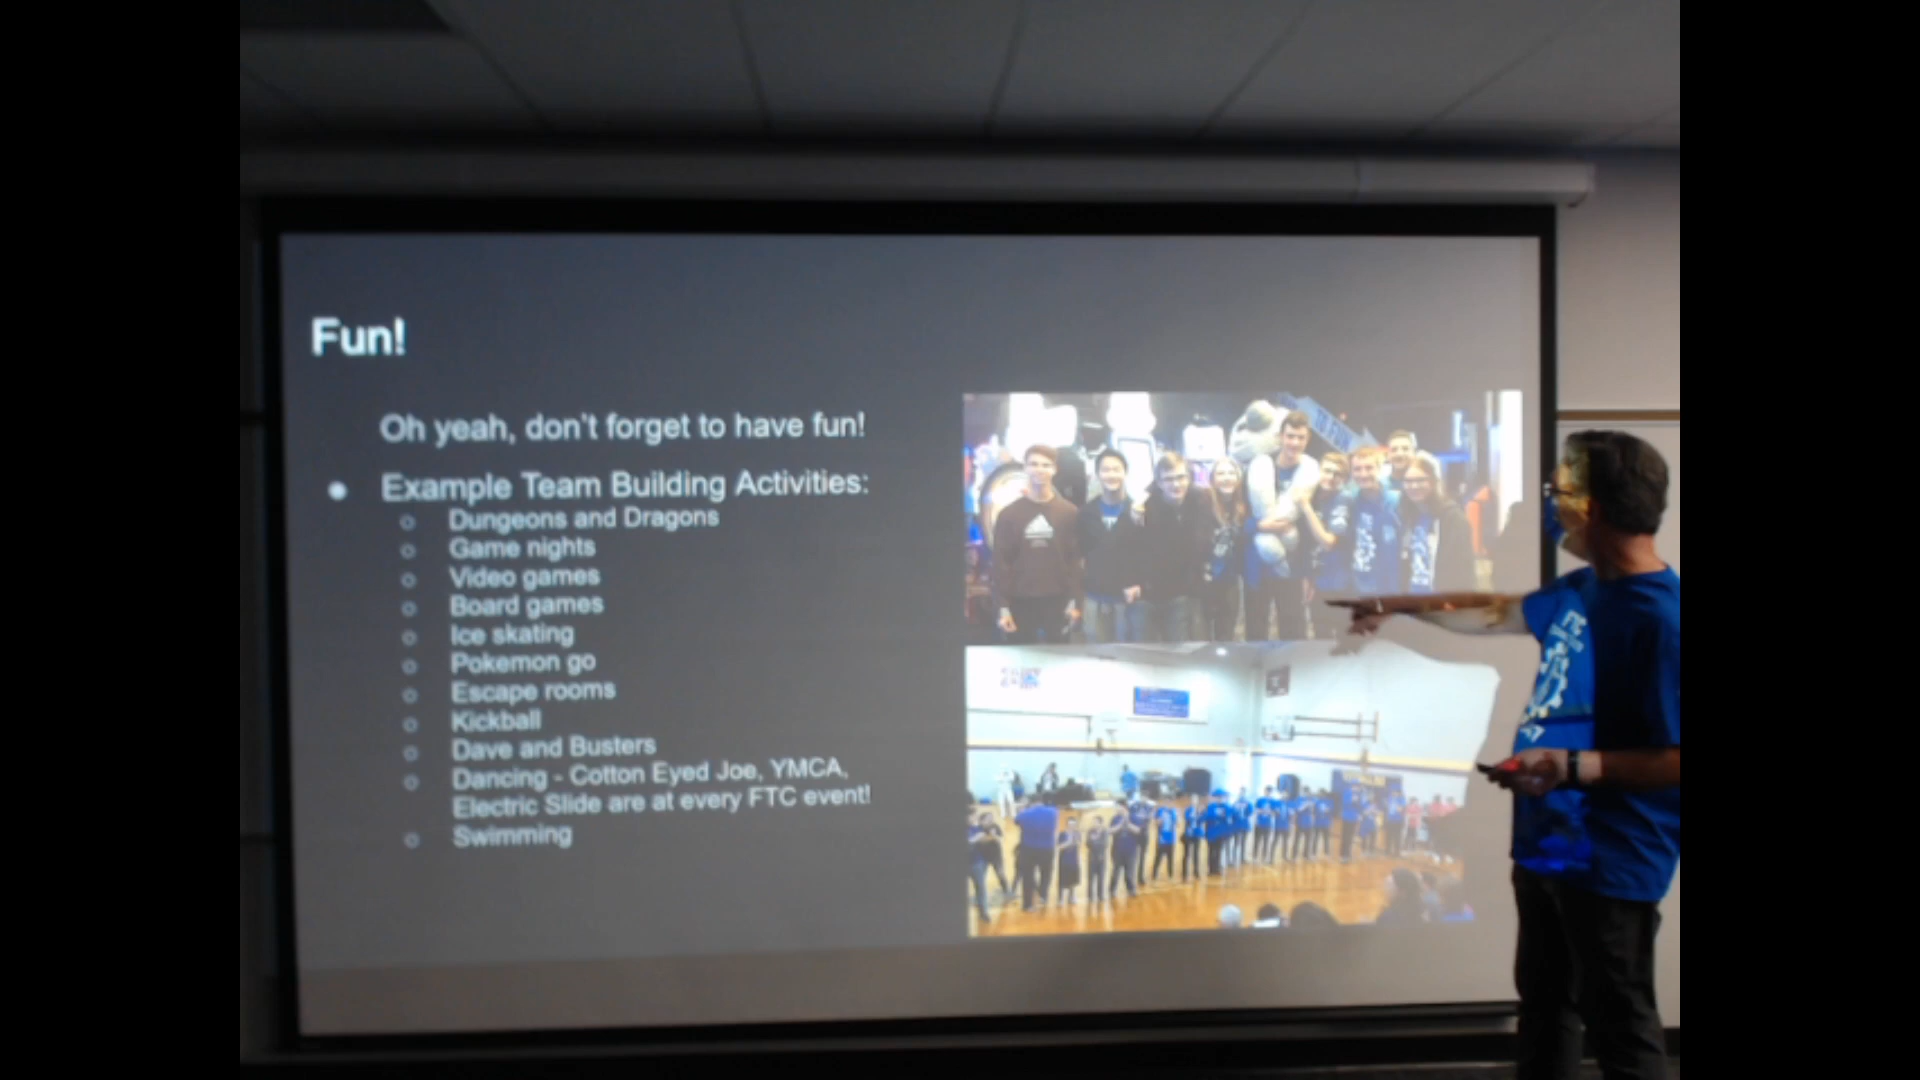 Fun!
Oh yeah, don't forget to have fun!
Example Team Building Activities:
Dungeons and Dragons
Game nights
Video games
Board games
Ice skating
Pokemon go
Escape rooms
Kickball
Dave and Busters
Dancing - Cotton Eyed Joe, YMCA,
Electric Slide are at every FTC event!
Swimming